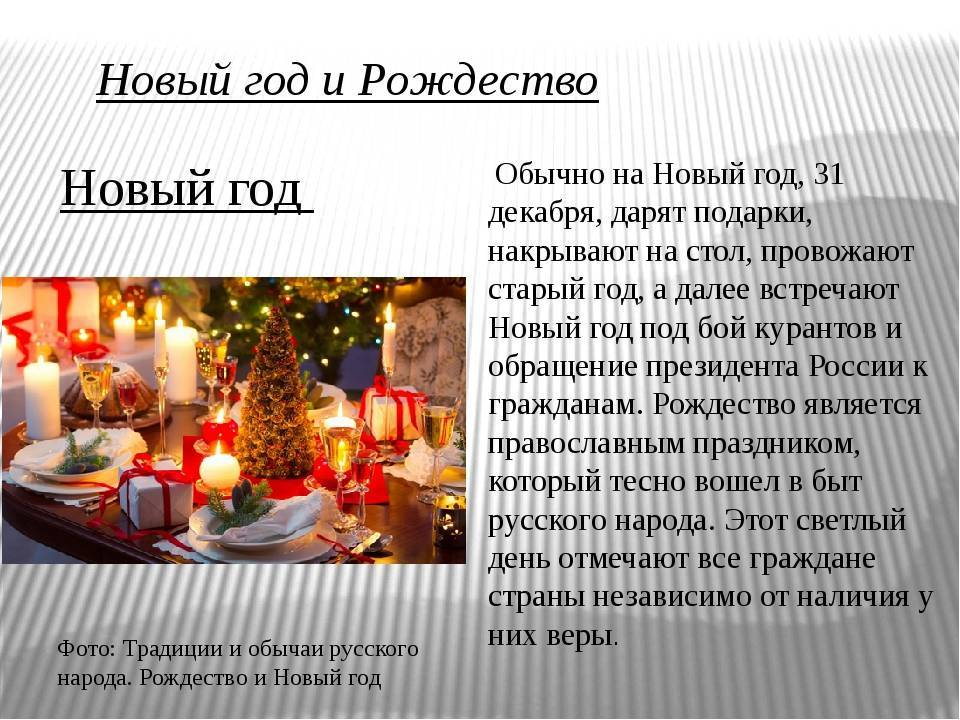 Новый год и Рождество
Новый год
Обычно на Новый год, 31
декабря, дарят подарки,
накрывают на стол, провожают
старый год, а далее встречают
Новый год под бой курантов и
обращение президента России к
гражданам. Рождество является
православным праздником,
который тесно вошел в быт
русского народа. Этот светлый
день отмечают все граждане
страны независимо от наличия у
них веры.
Фото: Традиции и обычаи русского
народа. Рождество и Новый год